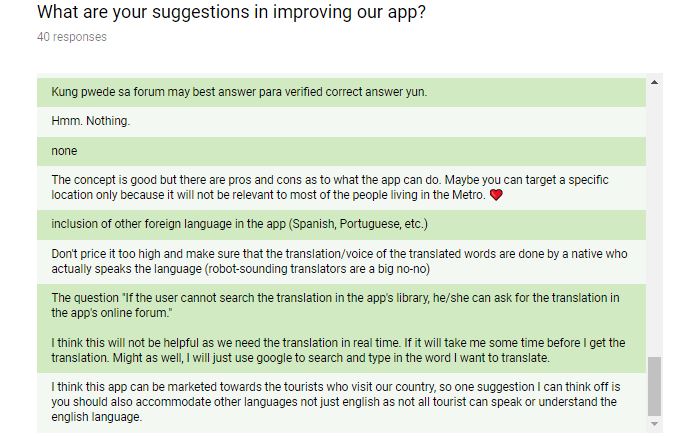 What are your suggestions in improving our app?
40 responses
Kung pwede sa forum may best answer para verified correct answer yun.
Hmm. Nothing.
none
The concept is good but there are pros and cons as to what the app can do. Maybe you can target a specific
location only because it will not be relevant to most of the people living in the Metro. ❤
inclusion of other foreign language in the app (Spanish, Portuguese, etc.)
Don't price it too high and make sure that the translation/voice of the translated words are done by a native who
actually speaks the language (robot-sounding translators are a big no-no)
The question "If the user cannot search the translation in the app's library, he/she can ask for the translation in
the app's online forum."
I think this will not be helpful as we need the translation in real time. If it will take me some time before I get the
translation. Might as well, I will just use google to search and type in the word I want to translate.
I think this app can be marketed towards the tourists who visit our country, so one suggestion I can think off is
you should also accommodate other languages not just english as not all tourist can speak or understand the
english language.